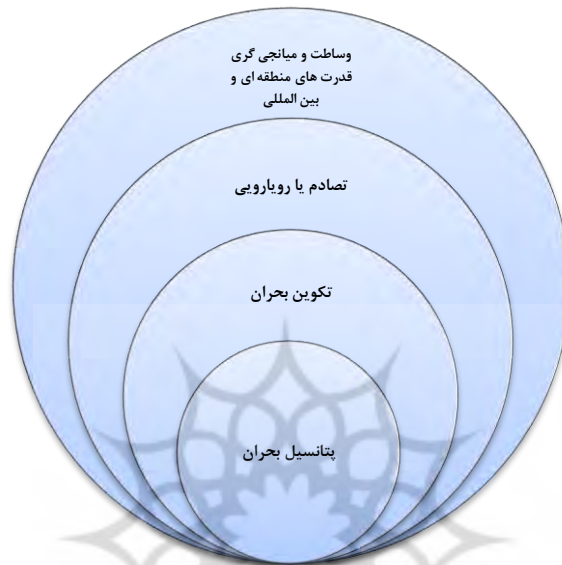 وساطت و میانجی گری
قدرت های منطقه ای و
بین المللی
تصادم یا رویارویی
تکوین بحران
پتانسیل بحران